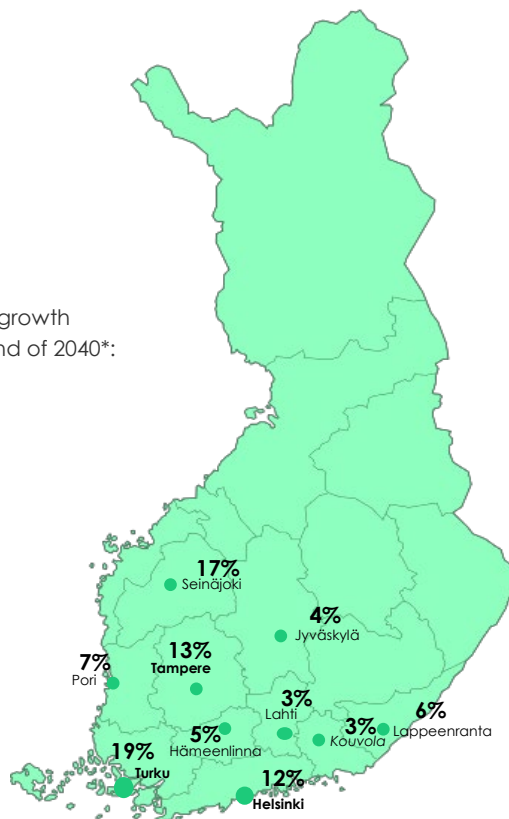 growth
nd of 2040*:
17%
Seinäjoki
4%
Jyväskylä
13%
Tampere
7%
Pori
3%
Lahti
6%
Lappeenranta
3%
Kouvola
5%
Hämeenlinna
19%
Turku
12%
Helsinki